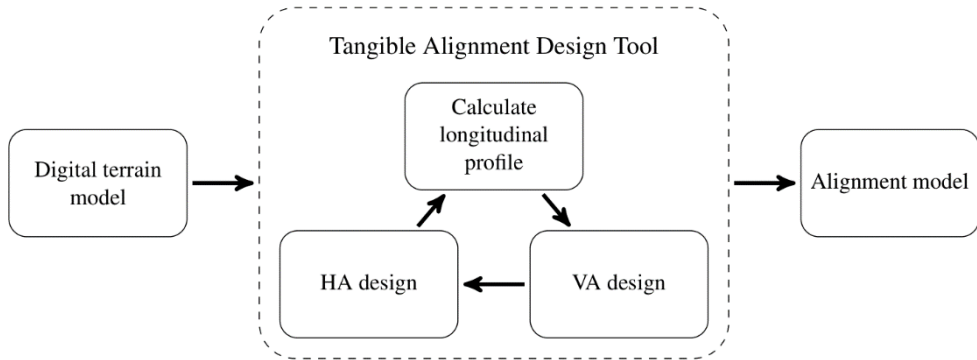 Tangible Alignment Design Tool
Calculate
longitudinal
profile
Digital terrain
model
Alignment model
HA design
VA design